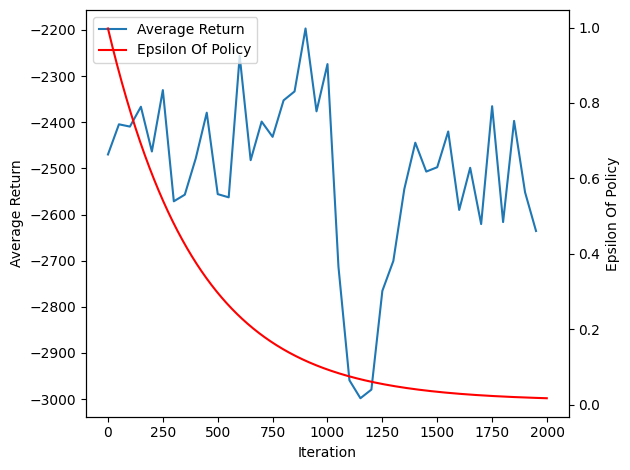 Average Return
Epsilon Of Policy
−2200
−2300
−2400
−2500
−2600
−2700
−2800
−2900
−3000
Average Return
1.0
0.8
0.6
0.4
0.2
0.0
Epsilon Of Policy
0 250 500 750 1000 1250 1500 1750 2000
Iteration